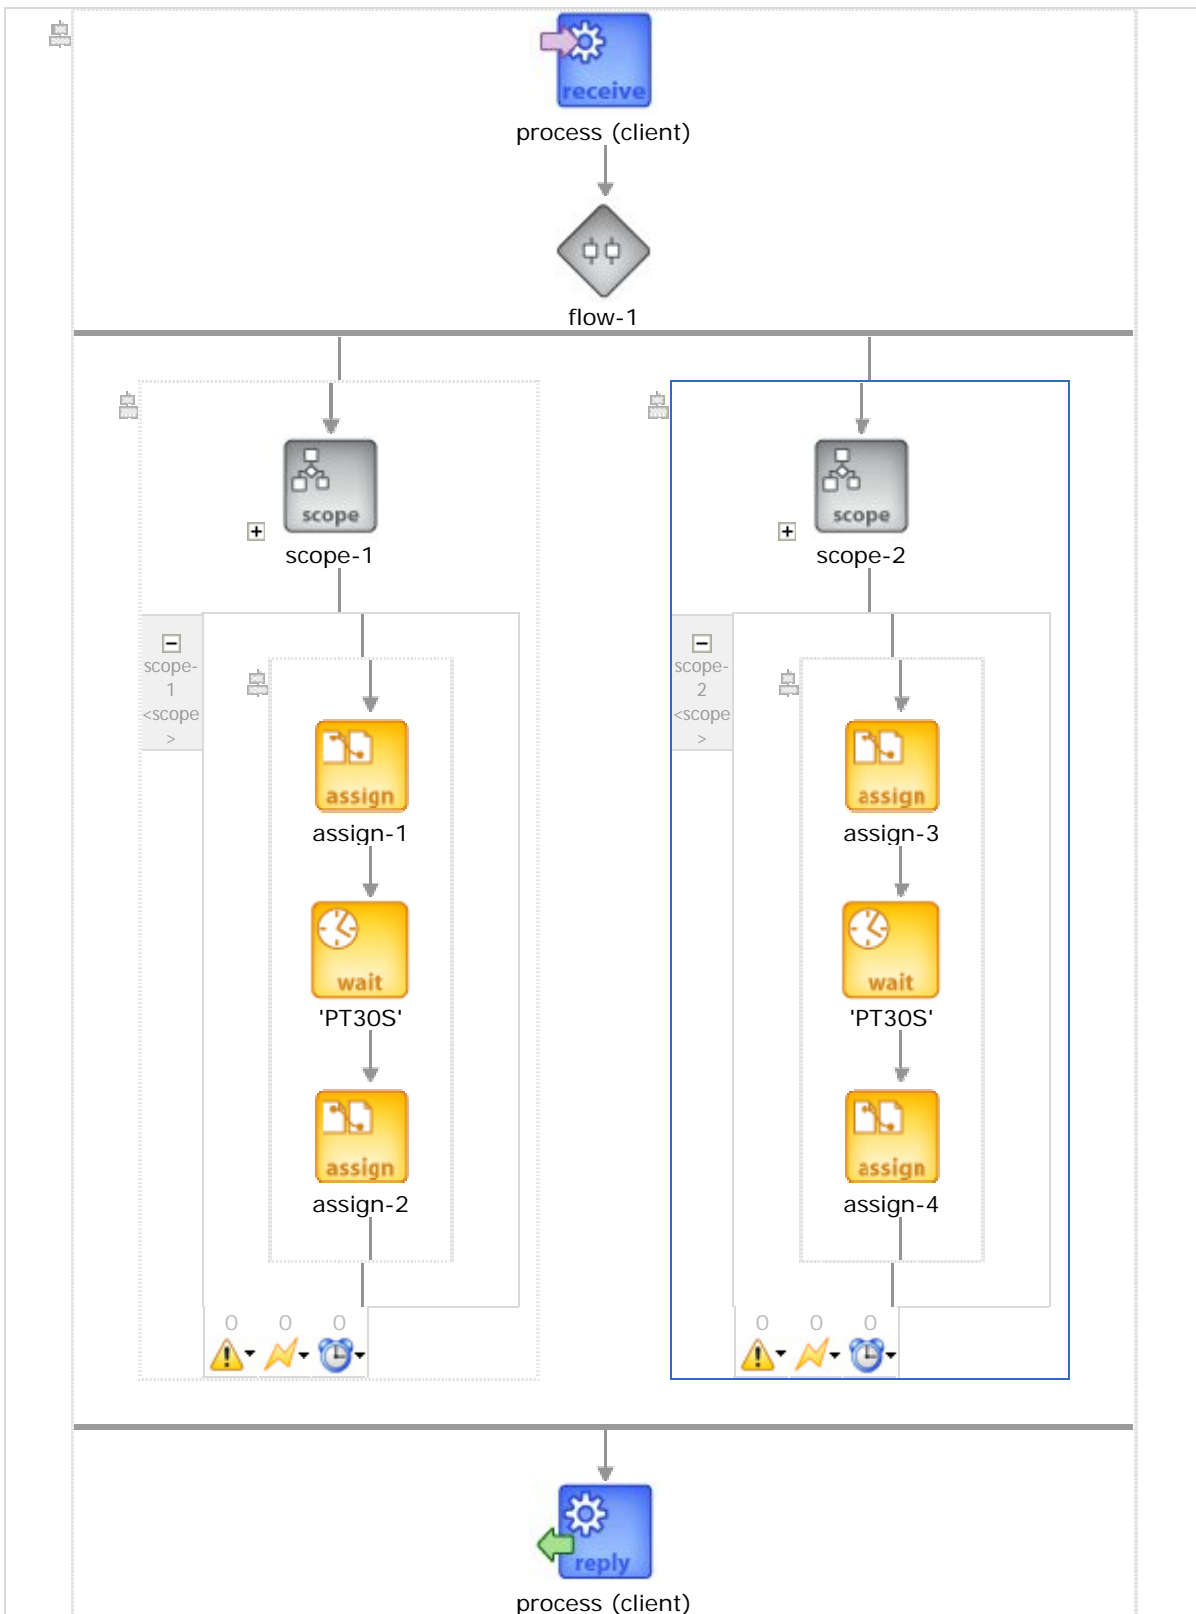 receive
process (client)
flow-1
scope
scope-1
scope
scope-2
scope-
1
<scope
>
assign
assign-1
wait
'PT30S'
assign
assign-2
0 0 0
scope-
2
<scope
>
assign
assign-3
wait
'PT30S'
assign
assign-4
0 0 0
reply
process (client)